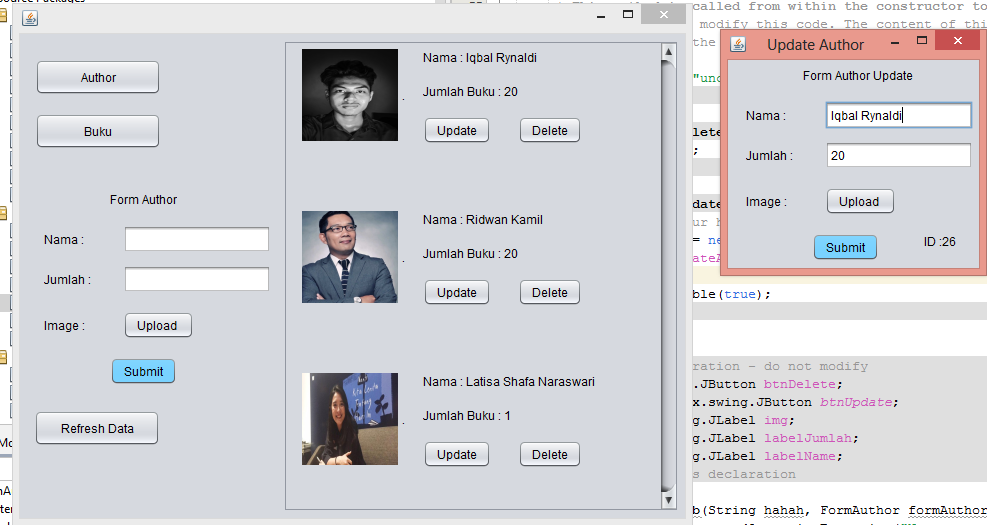 ource Packages
called from within the constructor to
modify this code. The content of thi
the
"unc
lete
;
date
ur h
= ne
ateA
ble(true);
ration - do not modify
g.JButton btnDelete;
x.swing.JButton btnUpdate;
g.JLabel img;
g.JLabel labelJumlah;
g.JLabel labelName;
s declaration
b(String hahah, FormAuthor formAuthor
Author
Buku
Form Author
Nama :
Jumlah :
Image :
Upload
Submit
Refresh Data
Nama : Iqbal Rynaldi
.
Jumlah Buku : 20
Update
Delete
Nama : Ridwan Kamil
.
Jumlah Buku : 20
Update
Delete
Nama : Latisa Shafa Naraswari
.
Jumlah Buku : 1
Update
Delete
Update Author
Form Author Update
Nama :
Iqbal Rynaldi
Jumlah :
20
Image :
Upload
Submit
ID :26